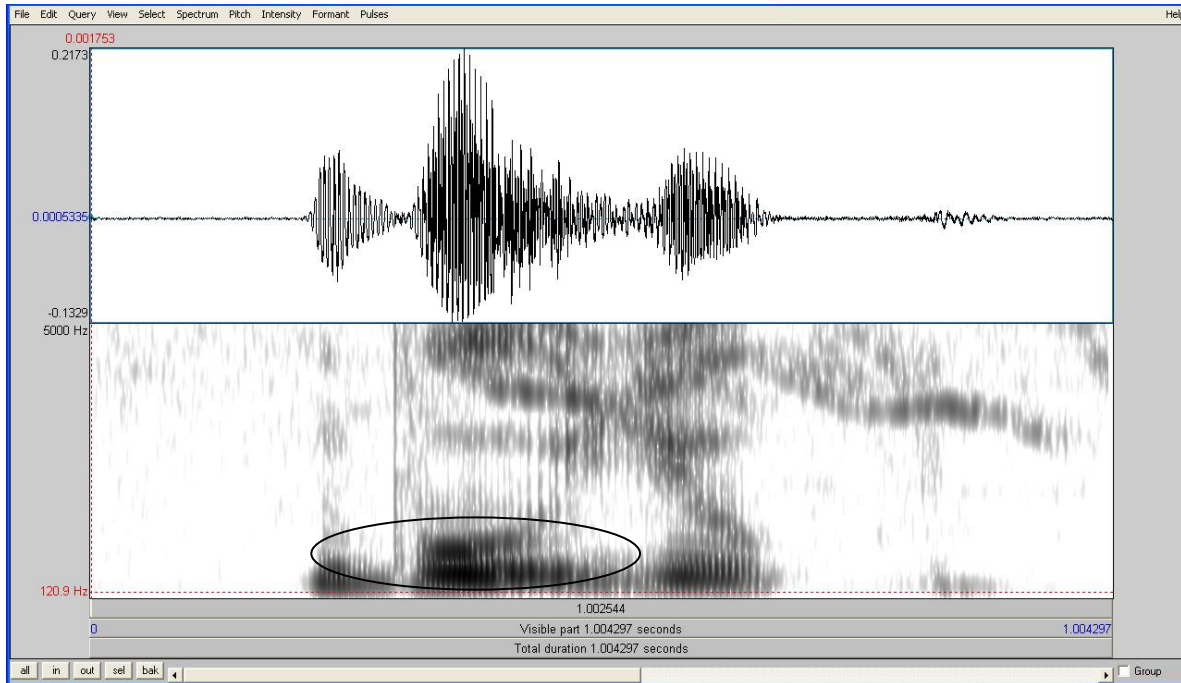 File Edit Query View Select Spectrum Pitch Intensity Formant Pulses Help
0.001753
0.2173
0.0005335
-0.1329
5000 Hz
120.9 Hz
1.002544
0 Visible part 1.004297 seconds 1.004297
Total duration 1.004297 seconds
all in out sel bak Group